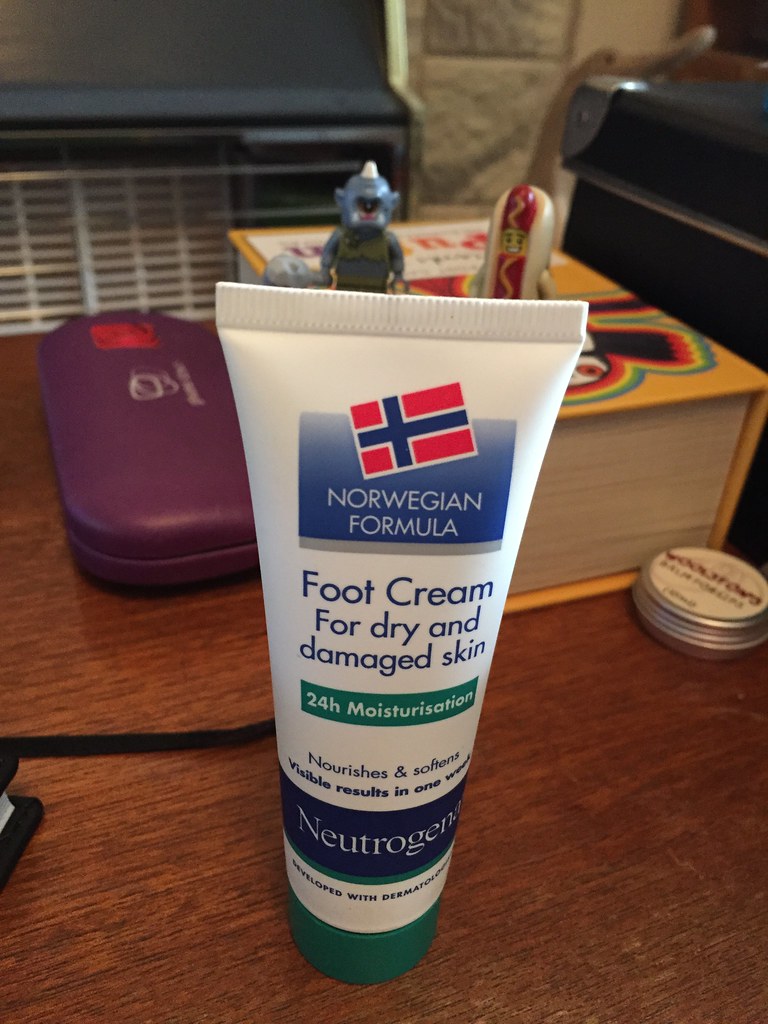 NORWEGIAN
FORMULA
Foot Cream
For dry and
damaged skin
24h Moisturisation
Nourishes & softens
Visible results in one week
Neutrogena
DEVELOPED WITH